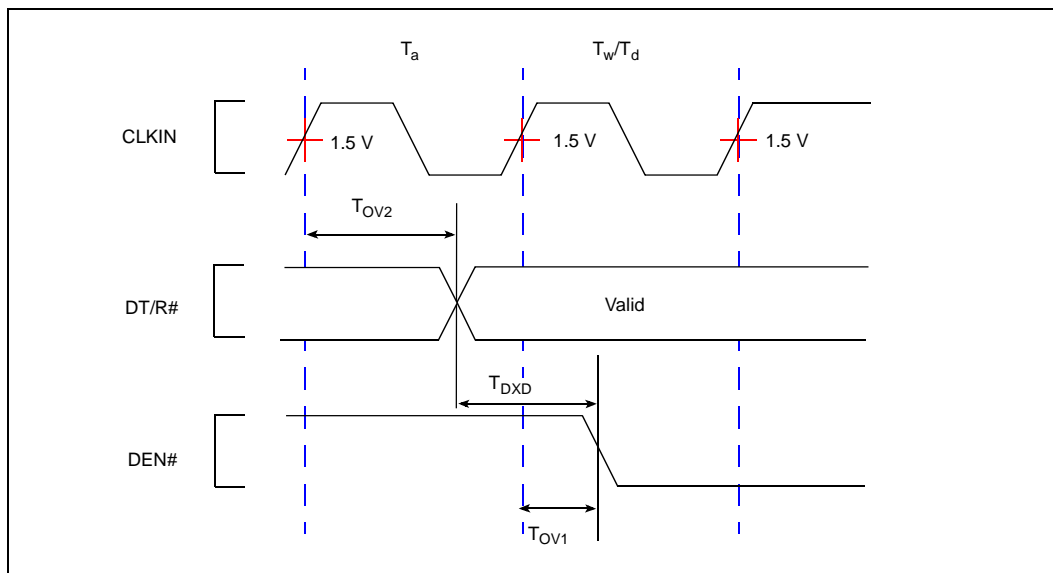 Ta Tw/Td
CLKIN 1.5 V 1.5 V 1.5 V
TOV2
DT/R# Valid
TDXD
DEN#
TOV1